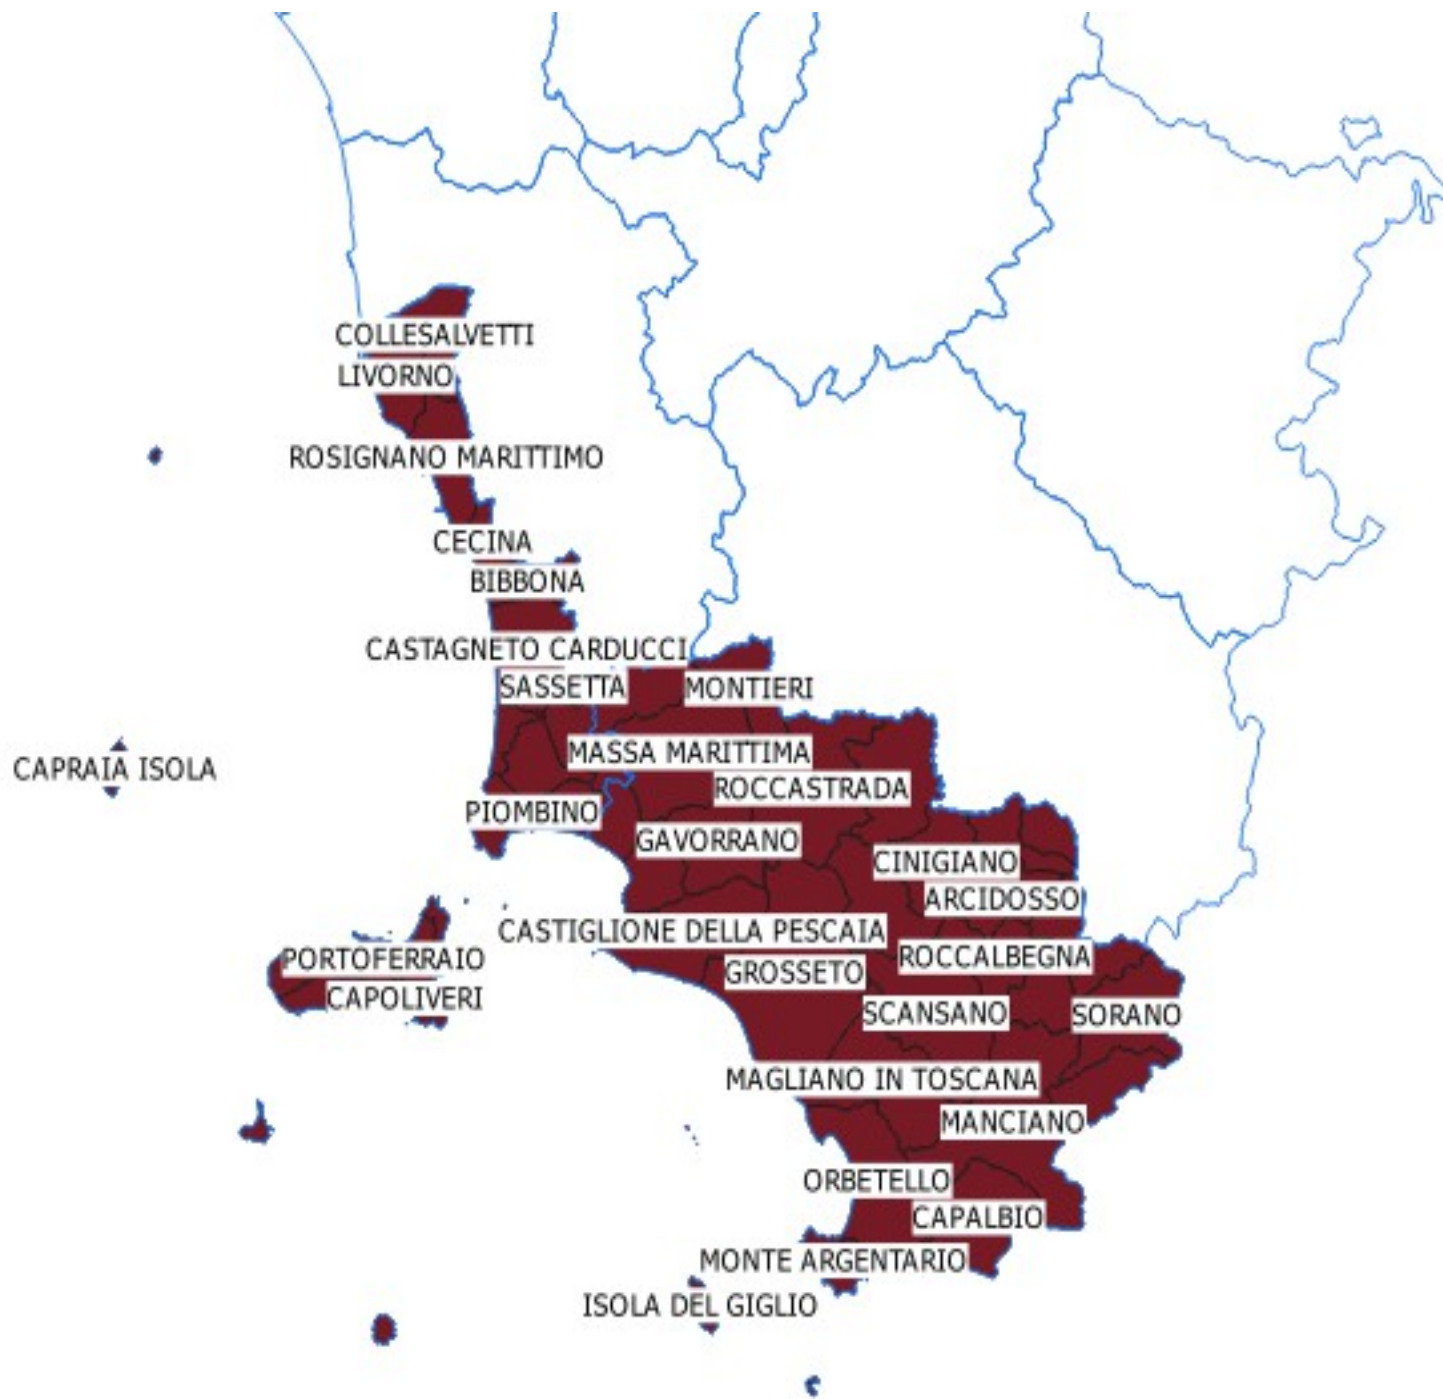 COLLESALVETTI
LIVORNO
ROSIGNANO MARITTIMO
CECINA
BIBBONA
CASTAGNETO CARDUCCI
SASSETTA
MONTIERI
MASSA MARITTIMA
CAPRAIA ISOLA
ROCCASTRADA
PIOMBINO
GAVORRANO
CINIGIANO
ARCIDOSSO
CASTIGLIONE DELLA PESCAIA
ROCCALBEGNA
PORTOFERRAIO
GROSSETO
CAPOLIVERI
SCANSANO
SORANO
MAGLIANO IN TOSCANA
MANCIANO
ORBETELLO
CAPALBIO
MONTE ARGENTARIO
ISOLA DEL GIGLIO